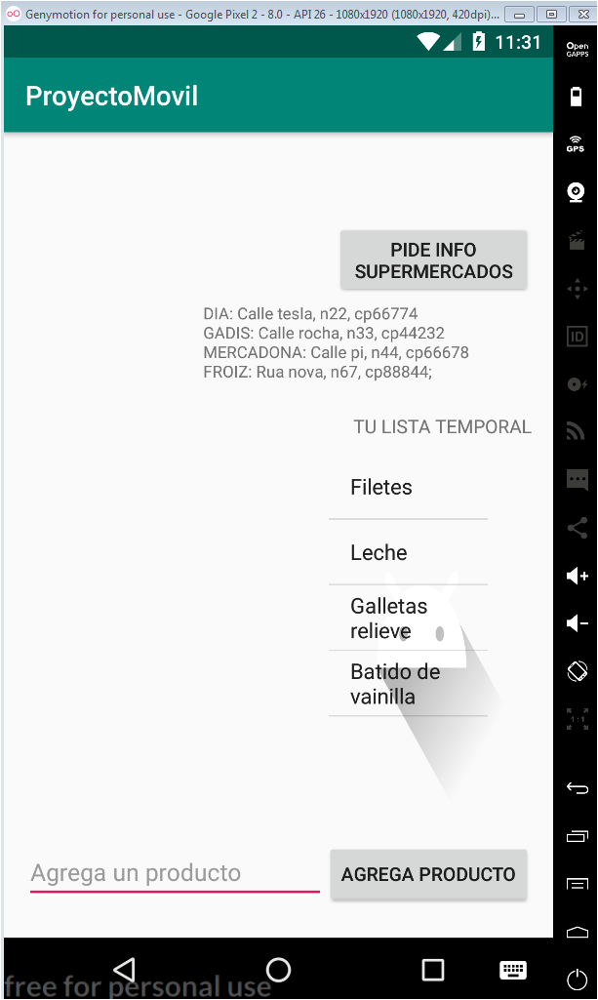 Genymotion for personal use - Google Pixel 2 - 8.0 - API 26 - 1080x1920 (1080x1920, 420dpi)...
11:31
Open
GAPPS
ProyectoMovil
GPS
PIDE INFO
SUPERMERCADOS
DIA: Calle tesla, n22, cp66774
GADIS: Calle rocha, n33, cp44232
MERCADONA: Calle pi, n44, cp66678
FROIZ: Rua nova, n67, cp88844;
ID
TU LISTA TEMPORAL
Filetes
Leche
Galletas
relieve
Batido de
vainilla
1:1
Agrega un producto
AGREGA PRODUCTO
free for personal use